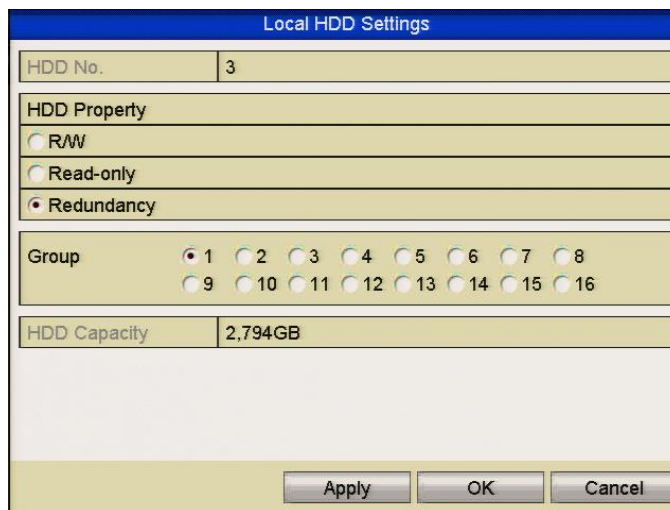 Local HDD Settings
HDD No. 3
HDD Property
R/W
Read-only
Redundancy
Group 1 2 3 4 5 6 7 8
9 10 11 12 13 14 15 16
HDD Capacity 2,794GB
Apply OK Cancel